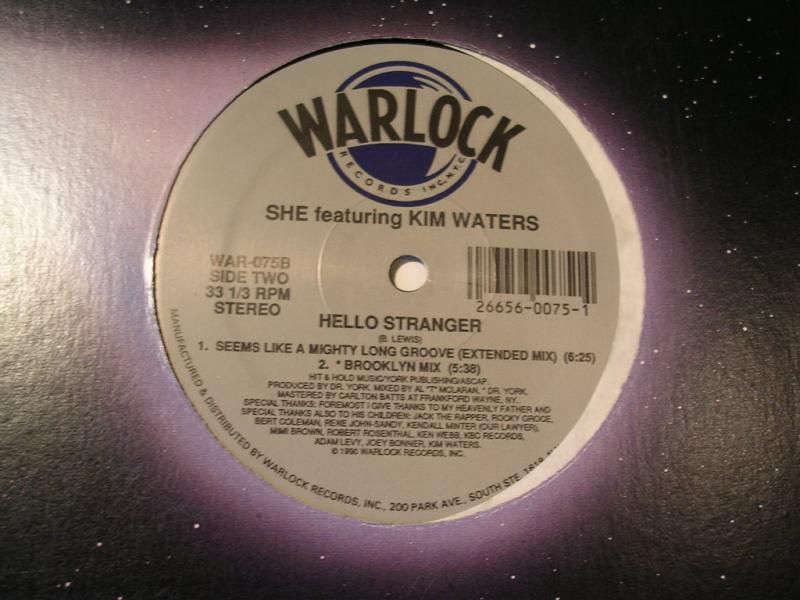 WARLOCK
RECORDS INC. N.Y.C.
SHE featuring KIM WATERS
WAR-075B
SIDE TWO
33 1/3 RPM
STEREO
26656-0075-1
HELLO STRANGER
(B. LEWIS)
1. SEEMS LIKE A MIGHTY LONG GROOVE (EXTENDED MIX) (6:25)
2. * BROOKLYN MIX (5:38)
HIT & HOLD MUSIC/YORK PUBLISHING/ASCAP.
PRODUCED BY DR. YORK. MIXED BY AL "T" MCLARAN. * DR. YORK.
MASTERED BY CARLTON BATTS AT FRANKFORD WAYNE, NY.
SPECIAL THANKS: FOREMOST I GIVE THANKS TO MY HEAVENLY FATHER AND
SPECIAL THANKS ALSO TO HIS CHILDREN: JACK THE RAPPER, ROCKY GROCE,
BERT COLEMAN, RENE JOHN-SANDY, KENDALL MINTER (OUR LAWYER),
MIMI BROWN, ROBERT ROSENTHAL, KEN WEBB, KBC RECORDS,
ADAM LEVY, JOEY BONNER, KIM WATERS.
© 1990 WARLOCK RECORDS, INC.
MANUFACTURED & DISTRIBUTED BY WARLOCK RECORDS, INC., 200 PARK AVE., SOUTH STE. 1618